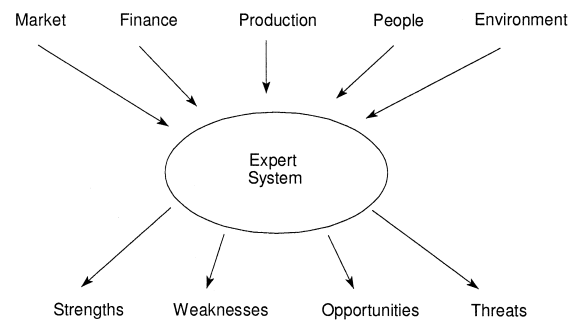 Market Finance Production People Environment
Expert
System
Strengths Weaknesses Opportunities Threats